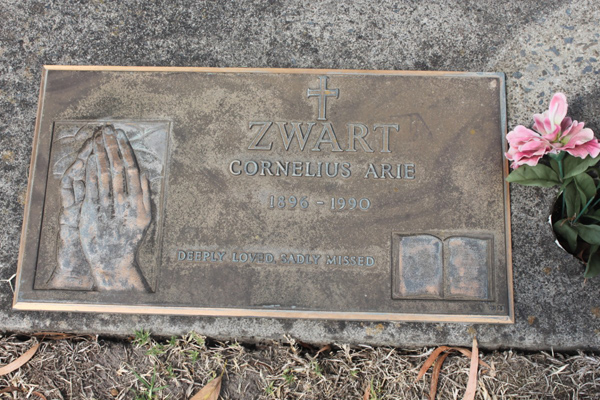 ZWART
CORNELIUS ARIE
1896 - 1990
DEEPLY LOVED, SADLY MISSED